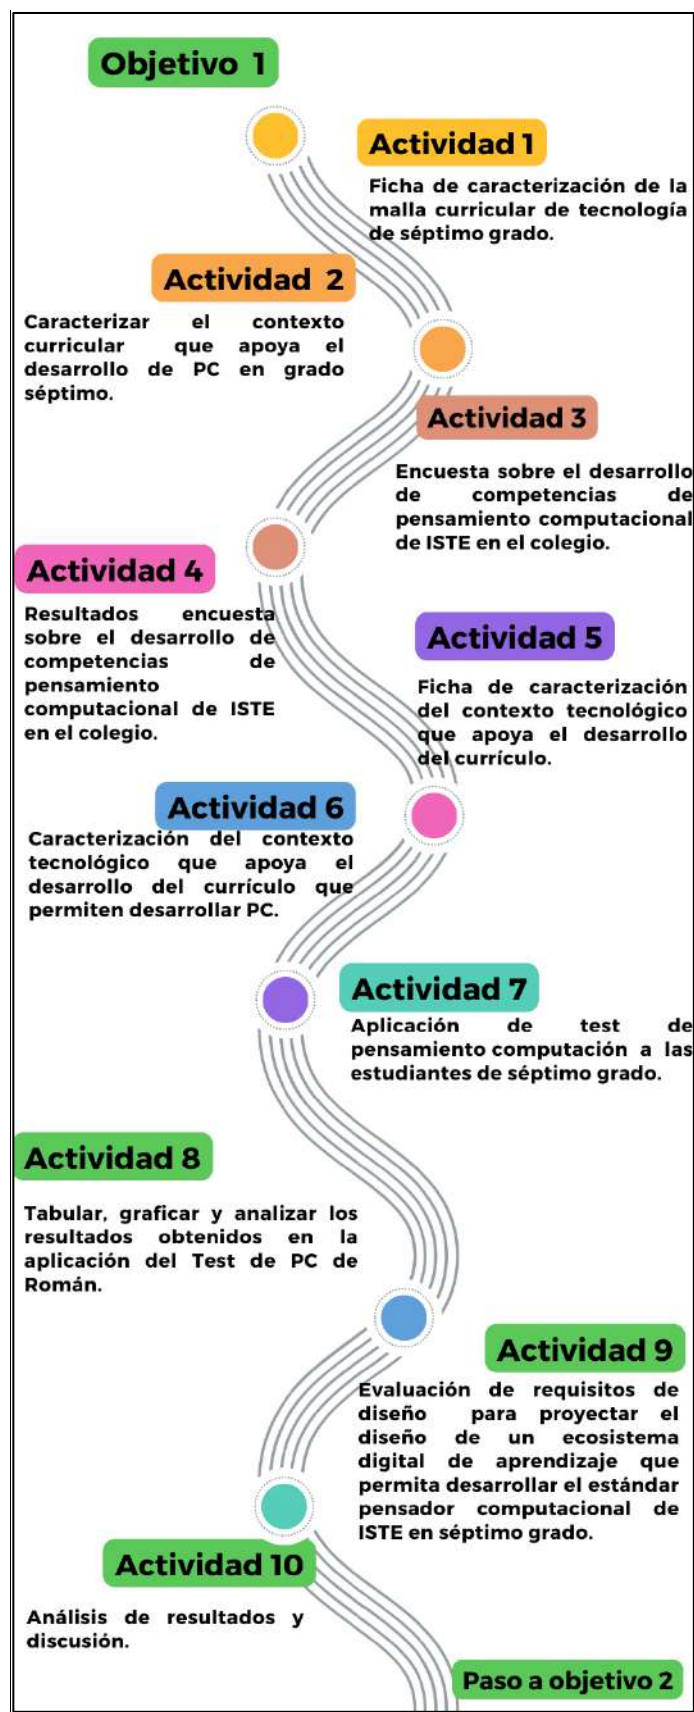 Objetivo 1
Actividad 1
Ficha de caracterización de la
malla curricular de tecnología
de séptimo grado.
Actividad 2
Caracterizar el contexto
curricular que apoya el
desarrollo de PC en grado
séptimo.
Actividad 3
Encuesta sobre el desarrollo
de competencias de
pensamiento computacional
de ISTE en el colegio.
Actividad 4
Resultados encuesta
sobre el desarrollo de
competencias de
pensamiento
computacional de ISTE
en el colegio.
Actividad 5
Ficha de caracterización
del contexto tecnológico
que apoya el desarrollo
del currículo.
Actividad 6
Caracterización del contexto
tecnológico que apoya el
desarrollo del currículo que
permiten desarrollar PC.
Actividad 7
Aplicación de test de
pensamiento computación a las
estudiantes de séptimo grado.
Actividad 8
Tabular, graficar y analizar los
resultados obtenidos en la
aplicación del Test de PC de
Román.
Actividad 9
Evaluación de requisitos de
diseño para proyectar el
diseño de un ecosistema
digital de aprendizaje que
permita desarrollar el estándar
pensador computacional de
ISTE en séptimo grado.
Actividad 10
Análisis de resultados y
discusión.
Paso a objetivo 2